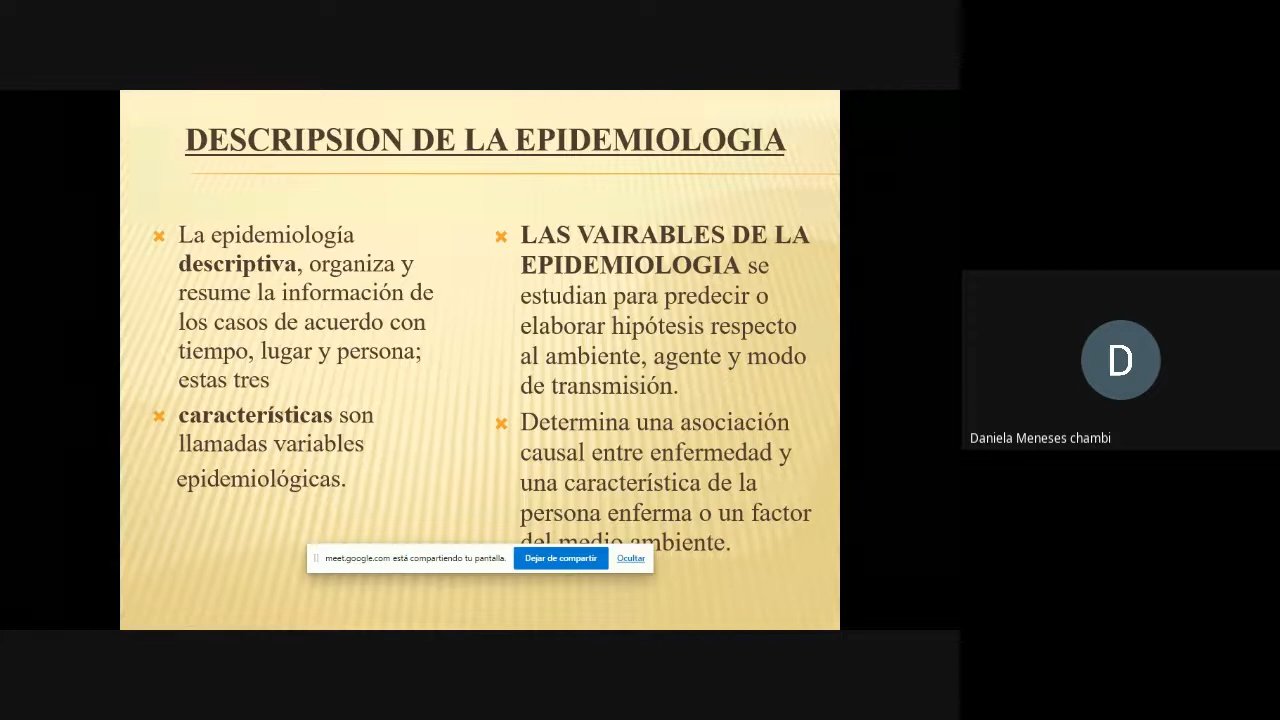 DESCRIPSION DE LA EPIDEMIOLOGIA
La epidemiología
descriptiva, organiza y
resume la información de
los casos de acuerdo con
tiempo, lugar y persona;
estas tres
características son
llamadas variables
epidemiológicas.
LAS VAIRABLES DE LA
EPIDEMIOLOGIA se
estudian para predecir o
elaborar hipótesis respecto
al ambiente, agente y modo
de transmisión.
Determina una asociación
causal entre enfermedad y
una característica de la
persona enferma o un factor
del medio ambiente.
meet.google.com está compartiendo tu pantalla.
Dejar de compartir
Ocultar
D
Daniela Meneses chambi